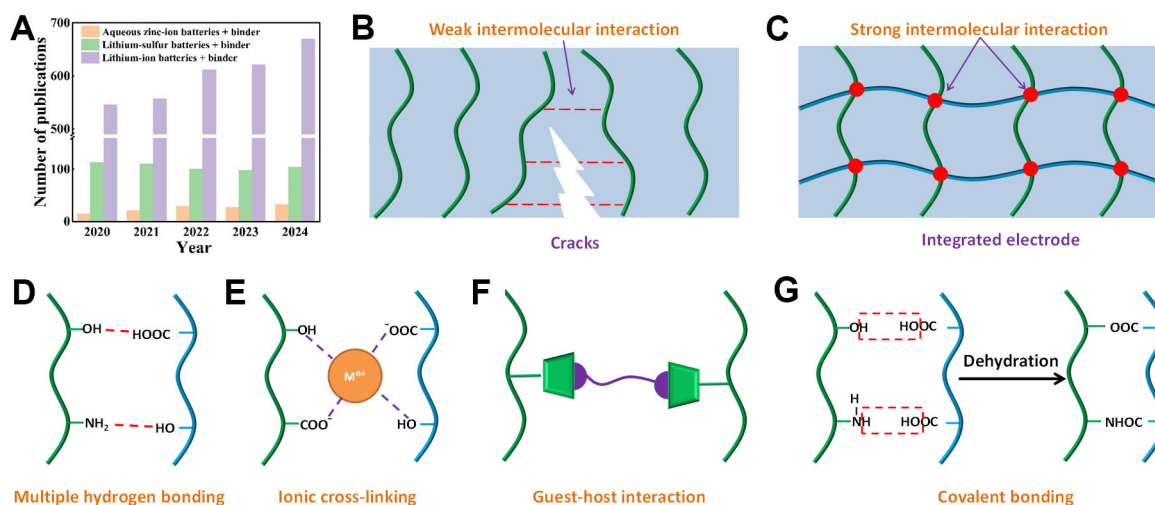 A
Aqueous zinc-ion batteries + binder
Lithium-sulfur batteries + binder
Lithium-ion batteries + binder
Number of publications
700
600
500
100
0
2020 2021 2022 2023 2024
Year
B
Weak intermolecular interaction
Cracks
C
Strong intermolecular interaction
Integrated electrode
D
OH HOOC
NH₂ HO
Multiple hydrogen bonding
E
OH ⁻OOC
Mⁿ⁺
COO⁻ HO
Ionic cross-linking
F
Guest-host interaction
G
OH HOOC
Dehydration
OOC
H
NH HOOC
NHOC
Covalent bonding